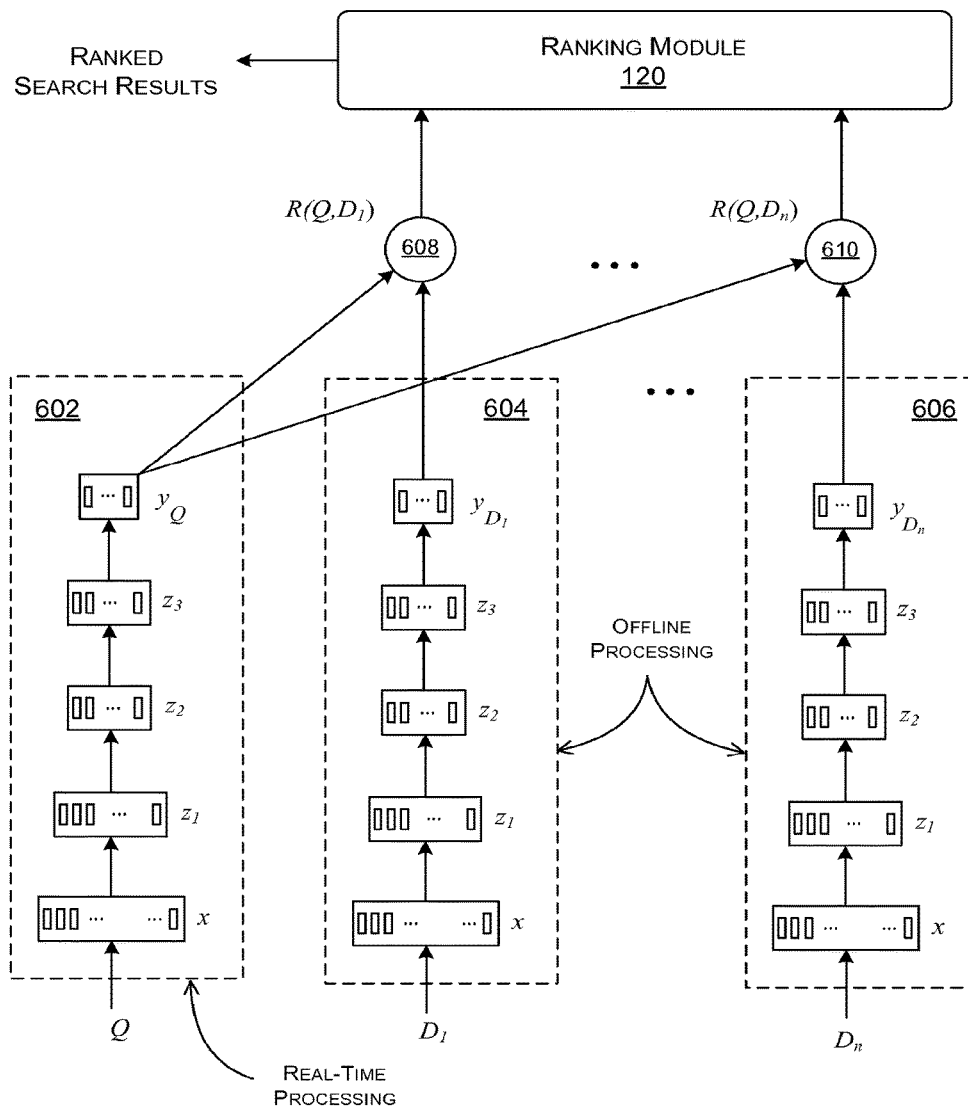 RANKING MODULE
120
RANKED
SEARCH RESULTS
R(Q,D1)
608
R(Q,Dn)
610
...
...
602
604
606
... yQ
... yD1
... yDn
... z3
... z3
... z3
OFFLINE
PROCESSING
... z2
... z2
... z2
... z1
... z1
... z1
... ... x
... ... x
... ... x
Q
D1
Dn
REAL-TIME
PROCESSING